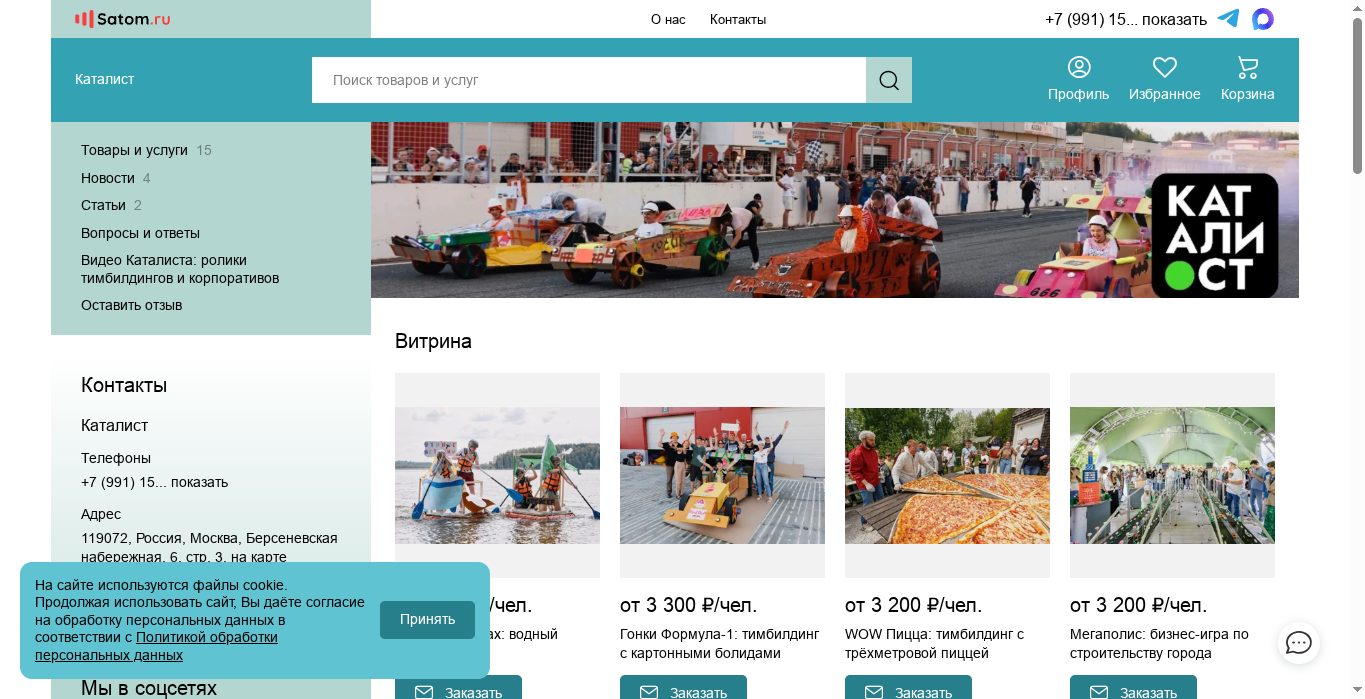 Satom.ru
О нас
Контакты
+7 (991) 15... показать
Каталист
Поиск товаров и услуг
Профиль
Избранное
Корзина
Товары и услуги 15
Новости 4
Статьи 2
Вопросы и ответы
Видео Каталиста: ролики
тимбилдингов и корпоративов
Оставить отзыв
КАТ
АЛИ
ОСТ
666
Контакты
Каталист
Телефоны
+7 (991) 15... показать
Адрес
119072, Россия, Москва, Берсеневская
набережная, 6, стр. 3, на карте
Мы в соцсетях
Витрина
/чел.
ах: водный
Заказать
от 3 300 ₽/чел.
Гонки Формула-1: тимбилдинг
с картонными болидами
Заказать
от 3 200 ₽/чел.
WOW Пицца: тимбилдинг с
трёхметровой пиццей
Заказать
от 3 200 ₽/чел.
Мегаполис: бизнес-игра по
строительству города
Заказать
На сайте используются файлы cookie.
Продолжая использовать сайт, Вы даёте согласие
на обработку персональных данных в
соответствии с Политикой обработки
персональных данных
Принять